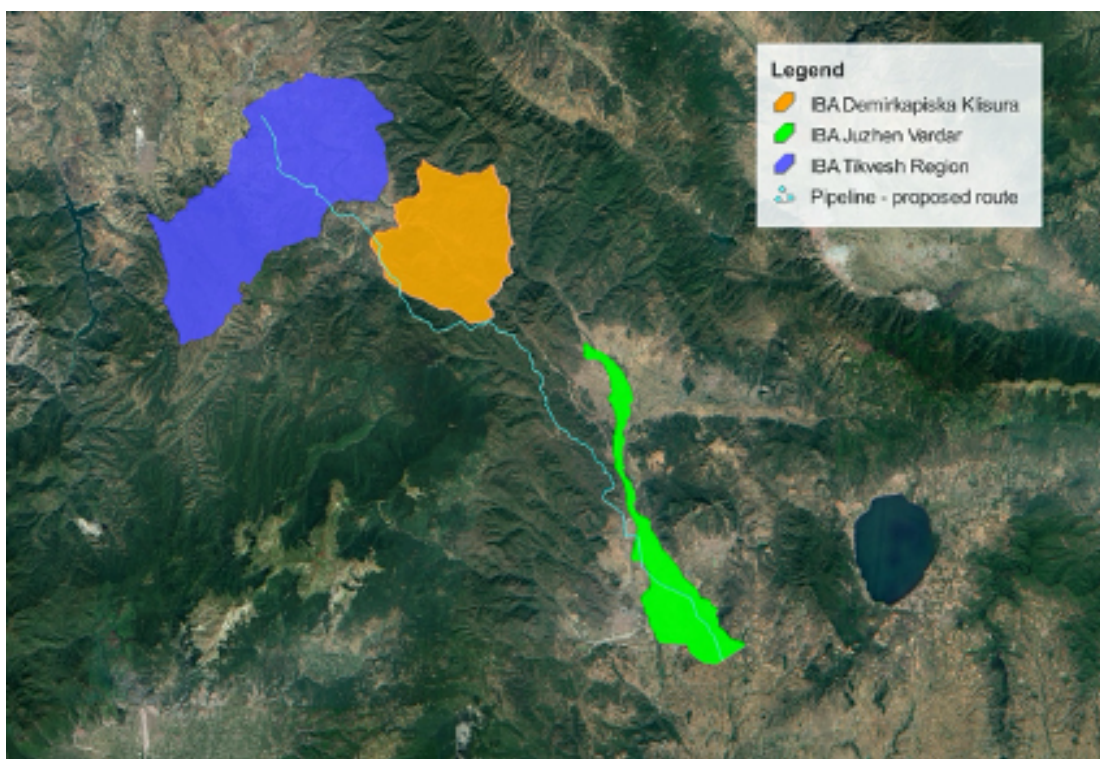 Legend
IBA Demirkapiska Klisura
IBA Juzhen Vardar
IBA Tikvesh Region
Pipeline - proposed route